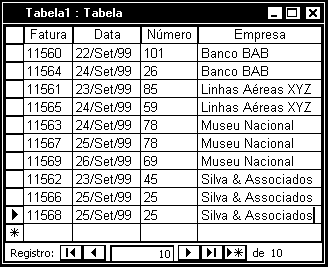 Tabela1 : Tabela
Fatura Data Número Empresa
11560 22/Set/99 101 Banco BAB
11564 24/Set/99 26 Banco BAB
11561 23/Set/99 85 Linhas Aéreas XYZ
11565 24/Set/99 59 Linhas Aéreas XYZ
11563 24/Set/99 78 Museu Nacional
11567 25/Set/99 78 Museu Nacional
11569 26/Set/99 69 Museu Nacional
11562 23/Set/99 45 Silva & Associados
11566 25/Set/99 25 Silva & Associados
11568 25/Set/99 25 Silva & Associados
Registro: 10 de 10